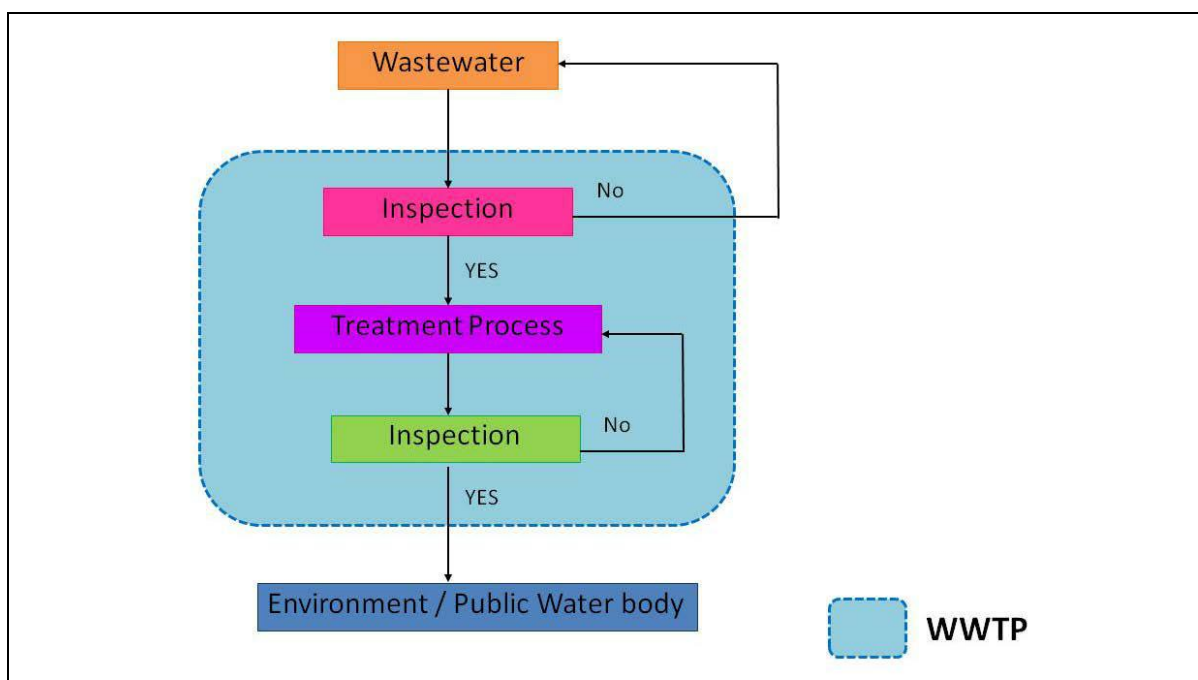 Wastewater
Inspection
No
YES
Treatment Process
Inspection
No
YES
Environment / Public Water body
WWTP